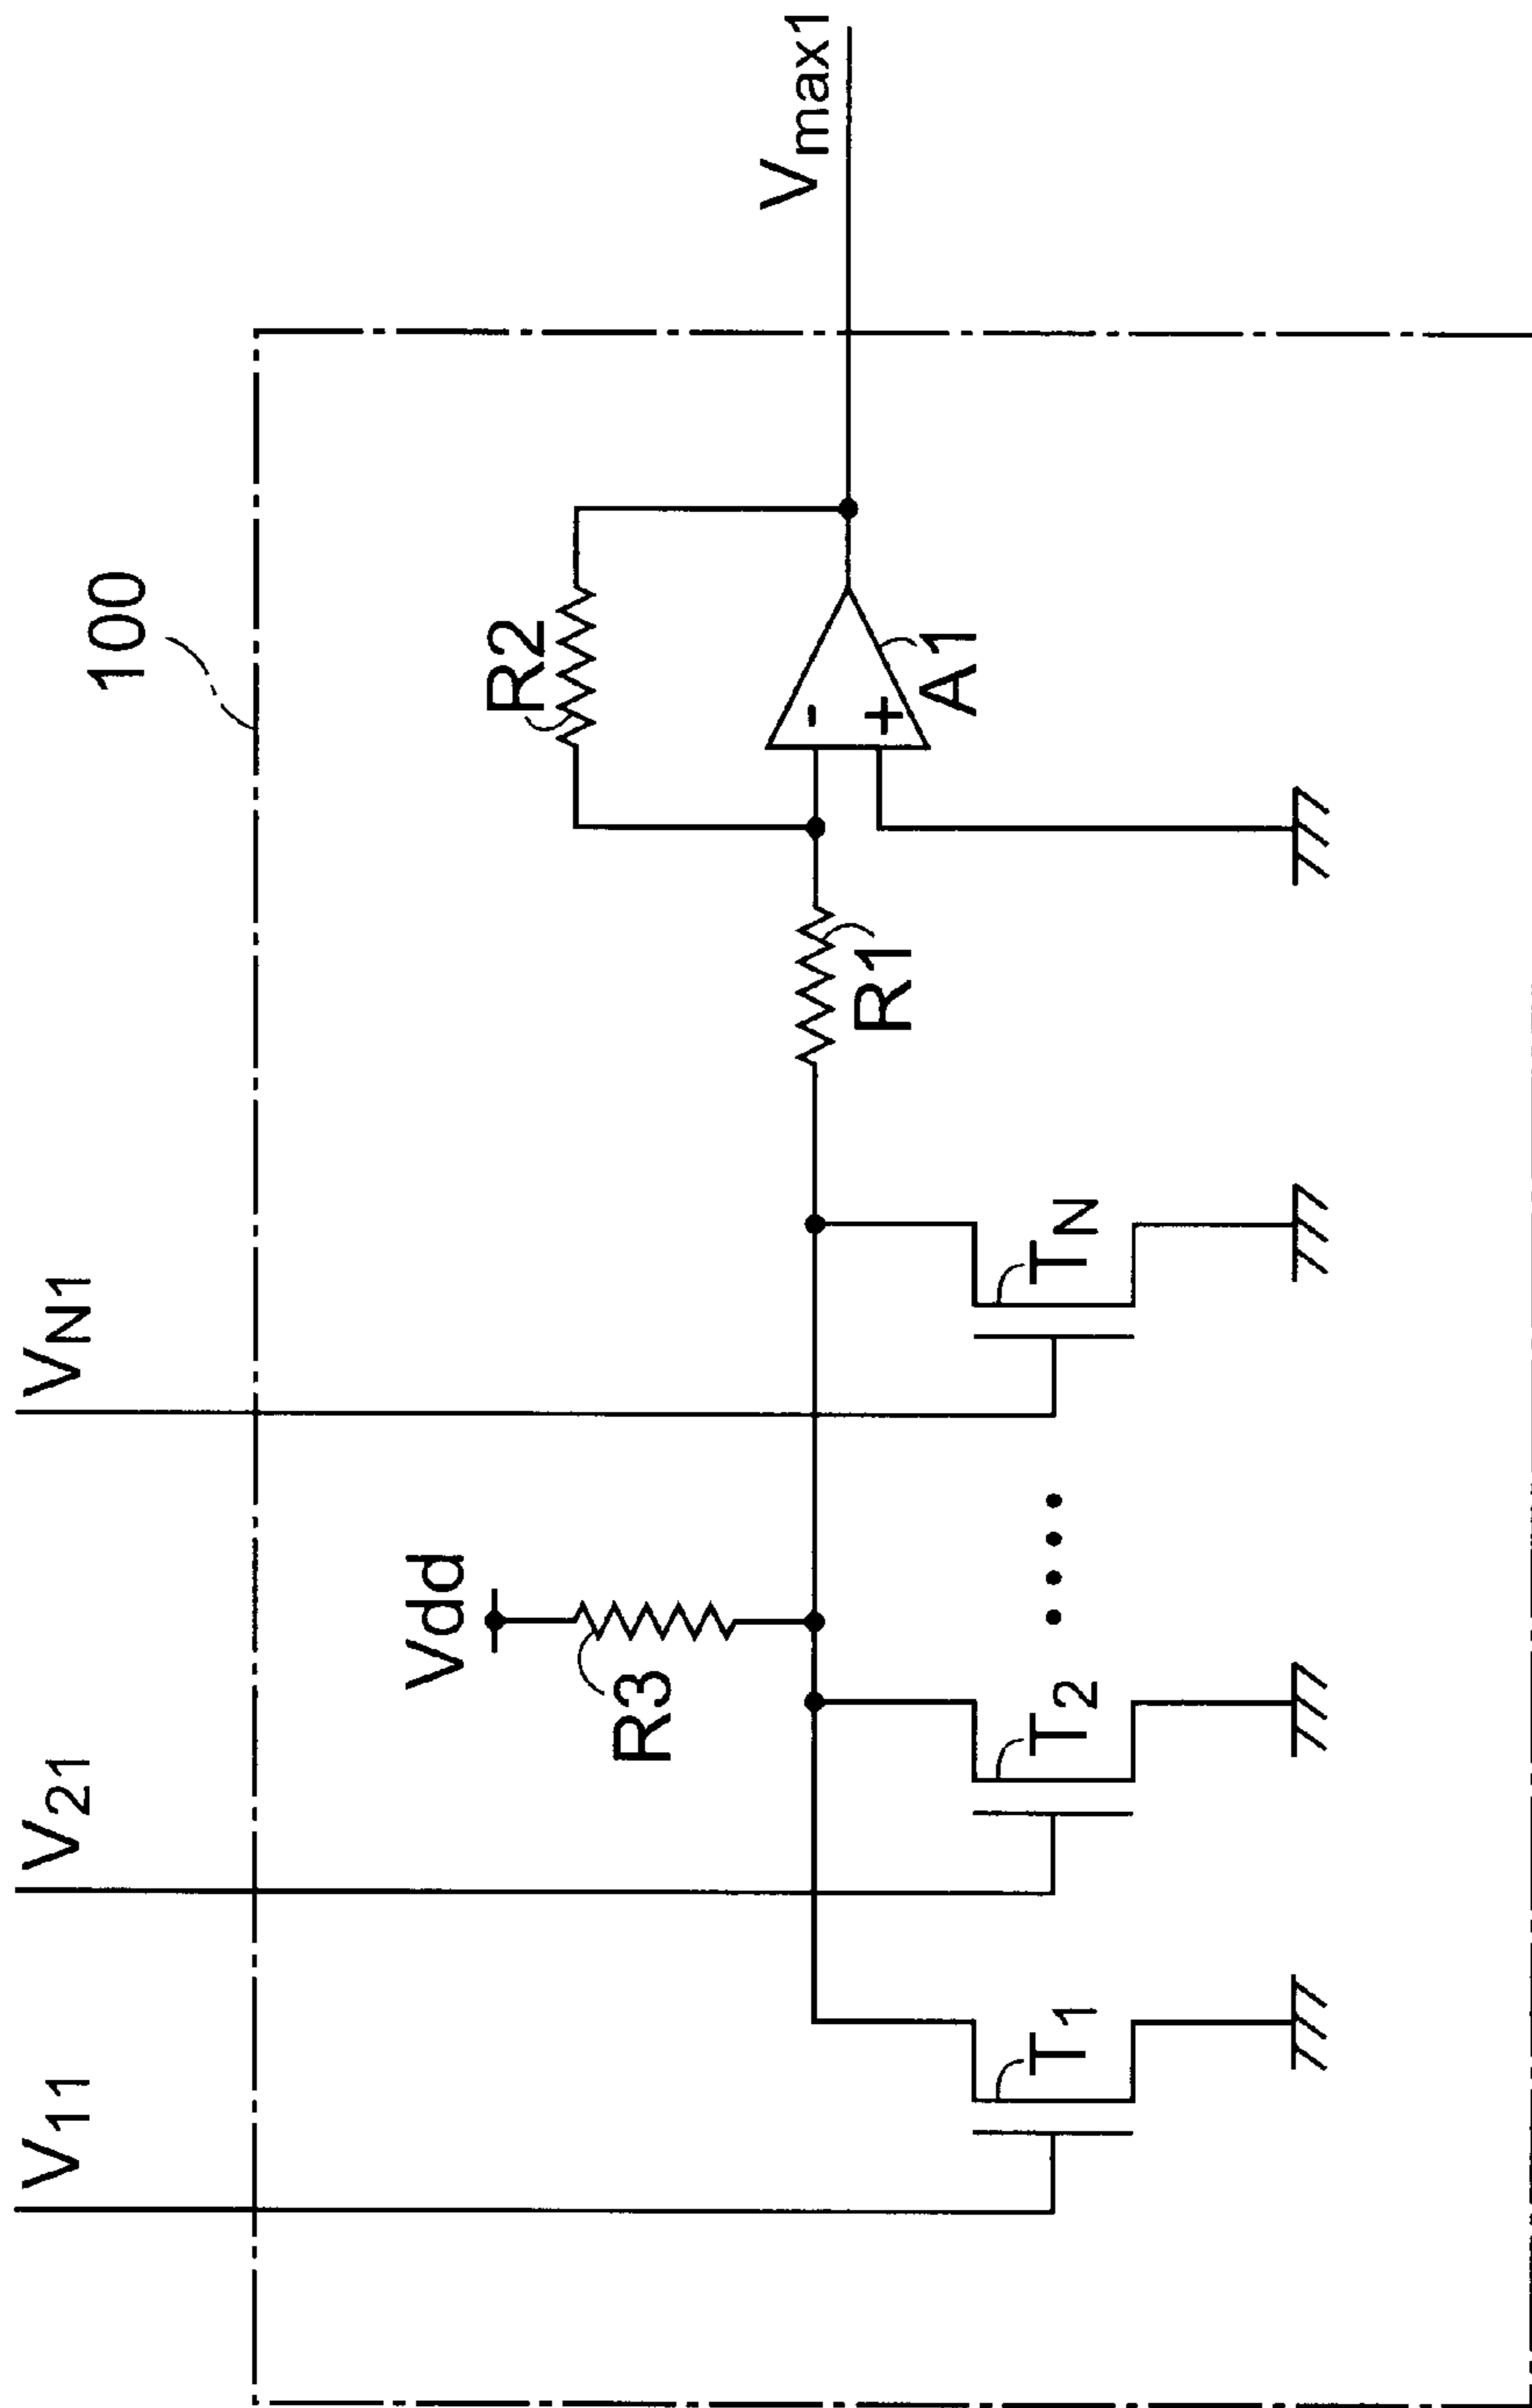 100
V11
V21
VN1
Vmax1
Vdd
R3
R2
R1
-
+
A1
T1
T2
TN